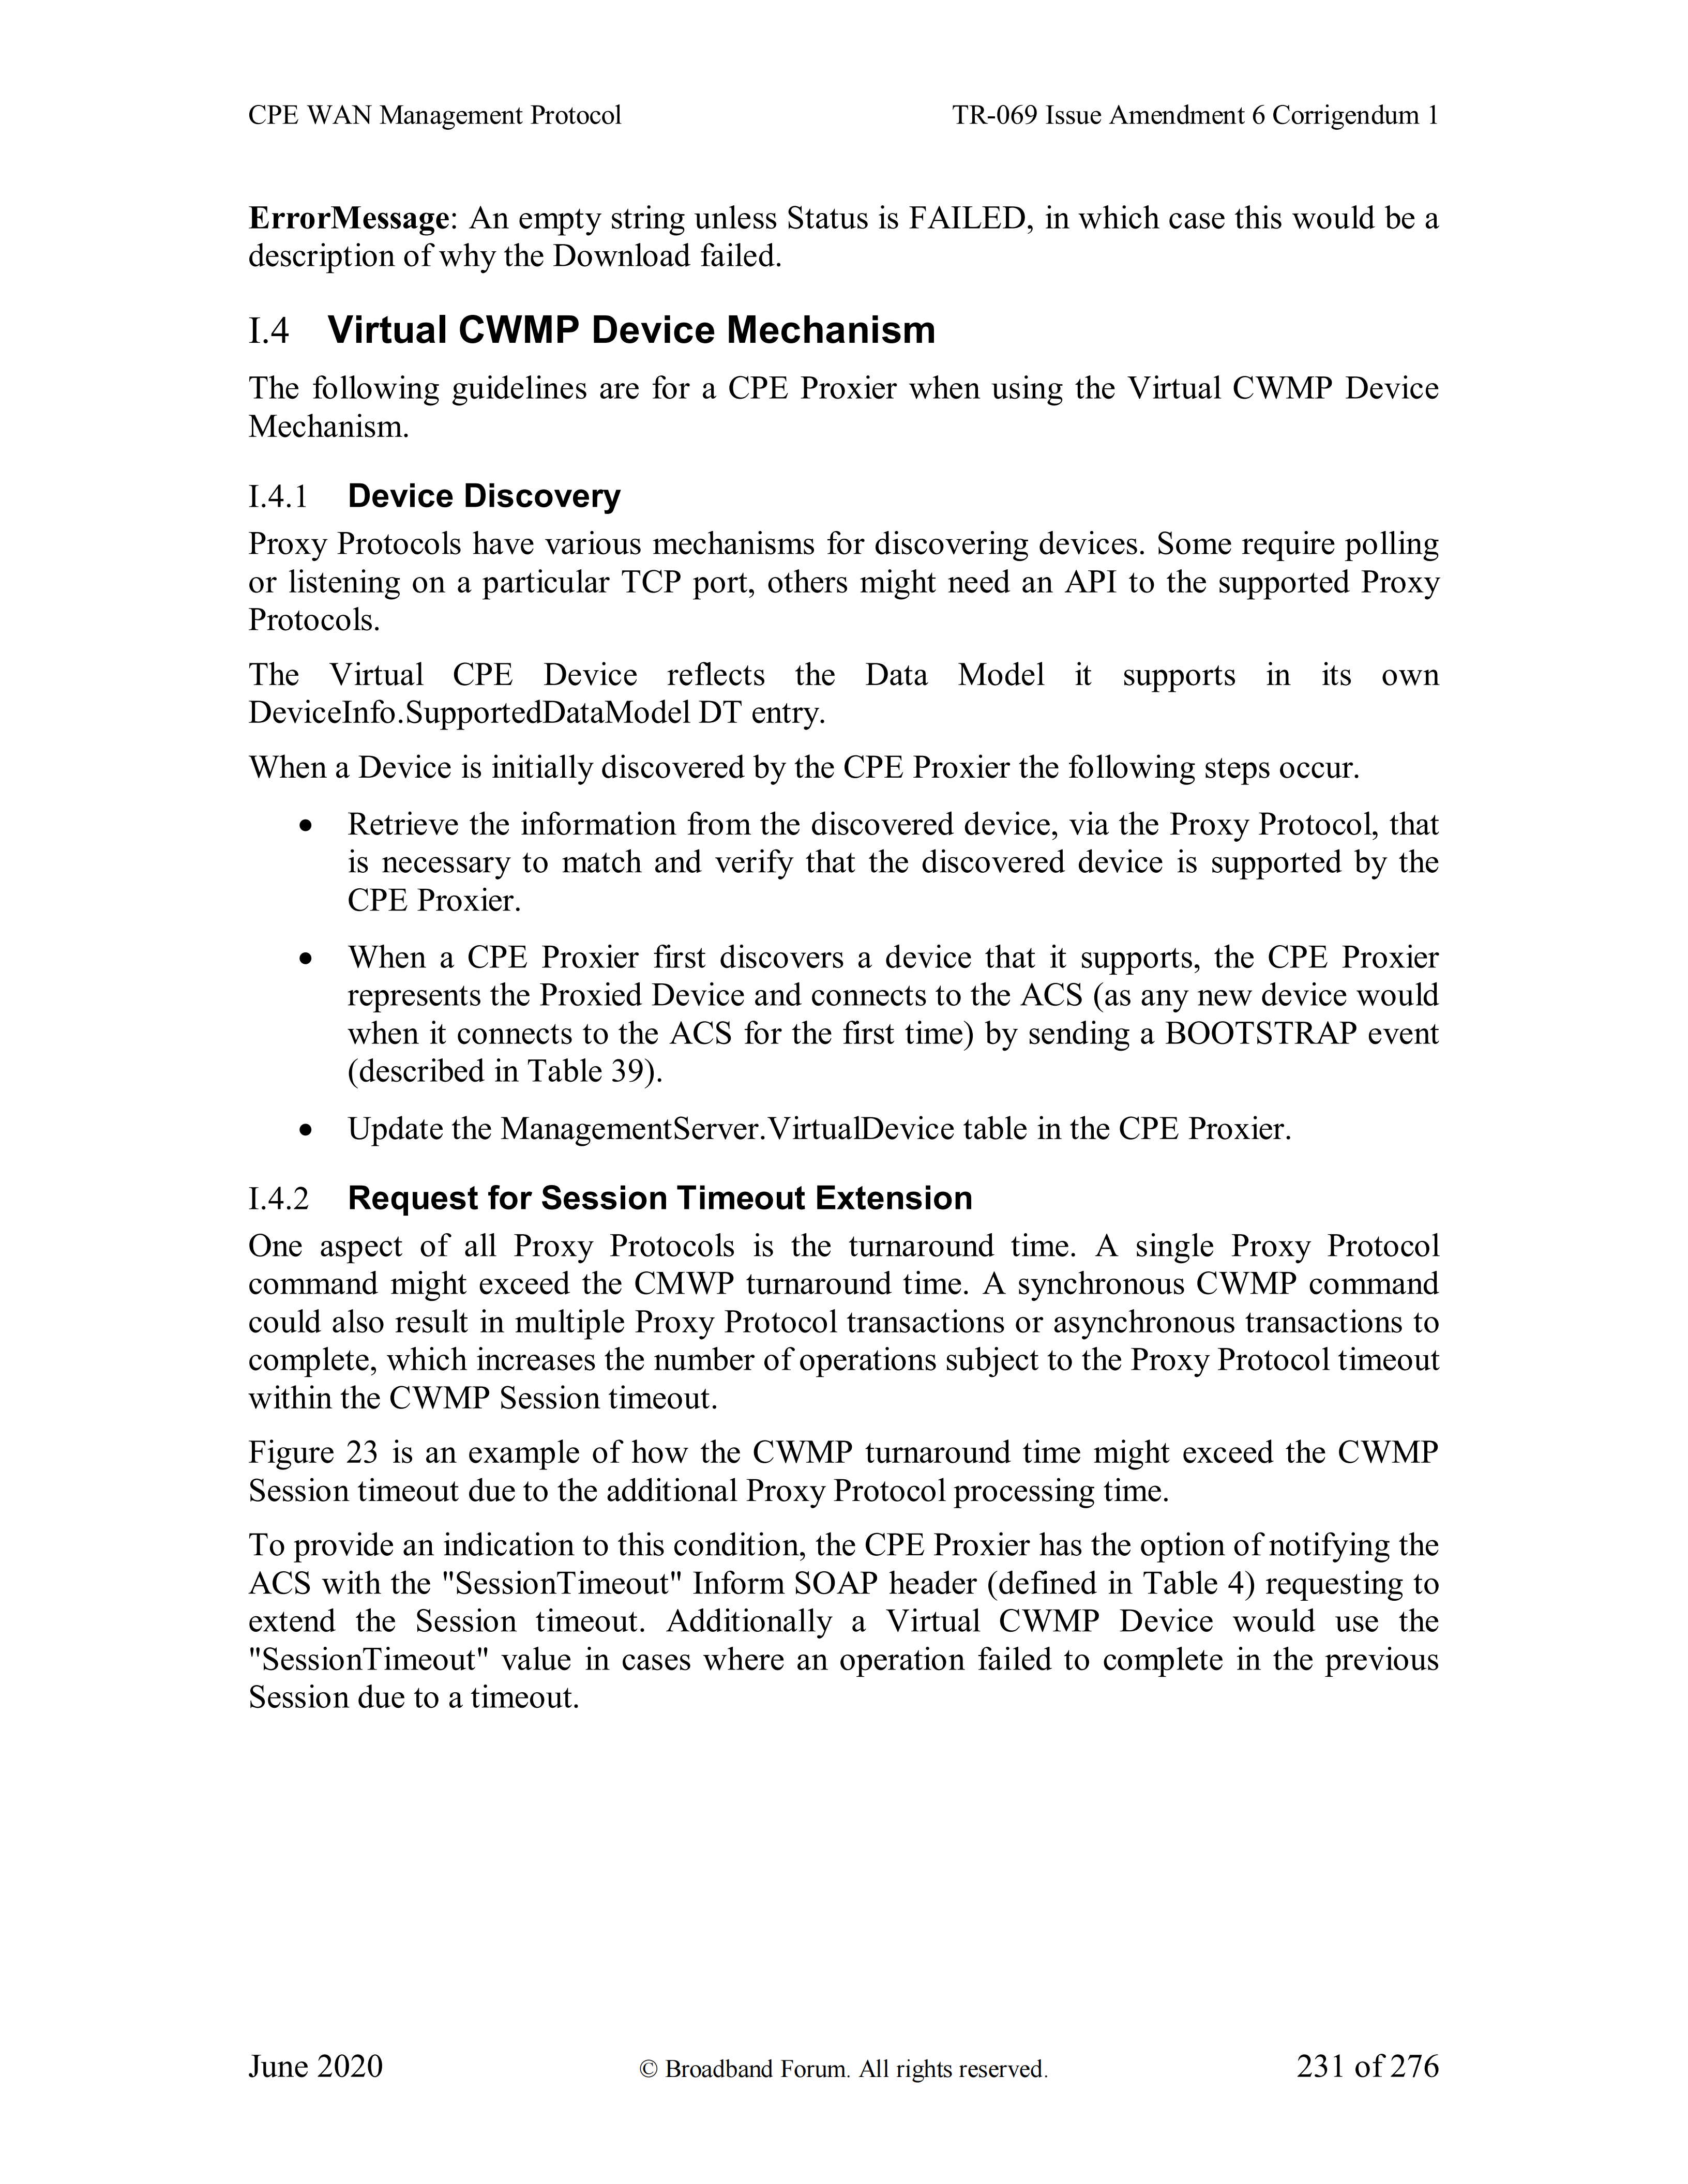 CPE WAN Management Protocol TR-069 Issue Amendment 6 Corrigendum 1
ErrorMessage: An empty string unless Status is FAILED, in which case this would be a
description of why the Download failed.
I.4 Virtual CWMP Device Mechanism
The following guidelines are for a CPE Proxier when using the Virtual CWMP Device
Mechanism.
I.4.1 Device Discovery
Proxy Protocols have various mechanisms for discovering devices. Some require polling
or listening on a particular TCP port, others might need an API to the supported Proxy
Protocols.
The Virtual CPE Device reflects the Data Model it supports in its own
DeviceInfo.SupportedDataModel DT entry.
When a Device is initially discovered by the CPE Proxier the following steps occur.
• Retrieve the information from the discovered device, via the Proxy Protocol, that
is necessary to match and verify that the discovered device is supported by the
CPE Proxier.
• When a CPE Proxier first discovers a device that it supports, the CPE Proxier
represents the Proxied Device and connects to the ACS (as any new device would
when it connects to the ACS for the first time) by sending a BOOTSTRAP event
(described in Table 39).
• Update the ManagementServer.VirtualDevice table in the CPE Proxier.
I.4.2 Request for Session Timeout Extension
One aspect of all Proxy Protocols is the turnaround time. A single Proxy Protocol
command might exceed the CMWP turnaround time. A synchronous CWMP command
could also result in multiple Proxy Protocol transactions or asynchronous transactions to
complete, which increases the number of operations subject to the Proxy Protocol timeout
within the CWMP Session timeout.
Figure 23 is an example of how the CWMP turnaround time might exceed the CWMP
Session timeout due to the additional Proxy Protocol processing time.
To provide an indication to this condition, the CPE Proxier has the option of notifying the
ACS with the "SessionTimeout" Inform SOAP header (defined in Table 4) requesting to
extend the Session timeout. Additionally a Virtual CWMP Device would use the
"SessionTimeout" value in cases where an operation failed to complete in the previous
Session due to a timeout.
June 2020 © Broadband Forum. All rights reserved. 231 of 276